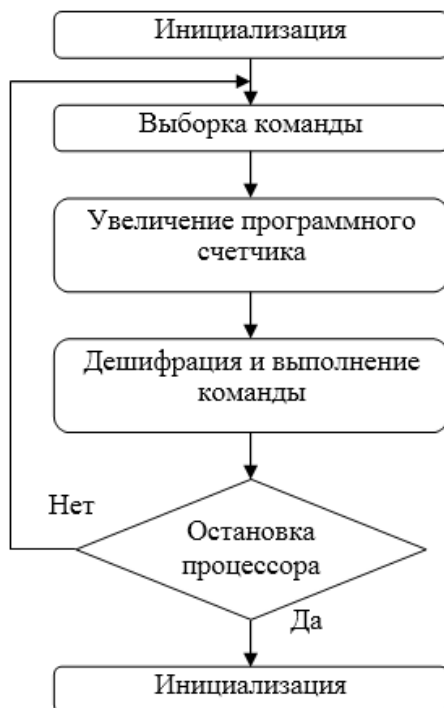 Инициализация
Выборка команды
Увеличение программного
счетчика
Дешифрация и выполнение
команды
Нет
Остановка
процессора
Да
Инициализация